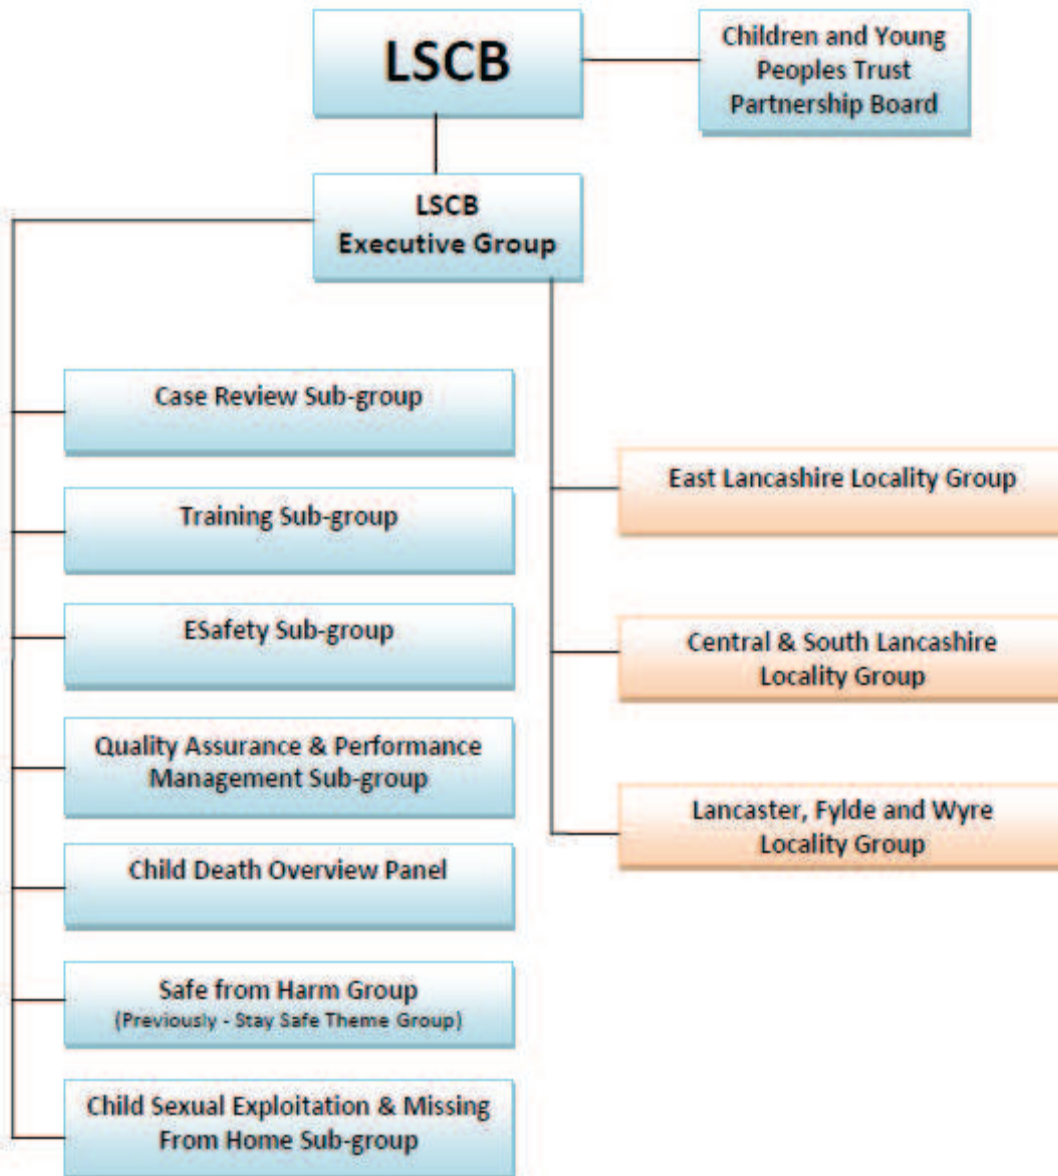 LSCB
Children and Young
Peoples Trust
Partnership Board
LSCB
Executive Group
Case Review Sub-group
Training Sub-group
ESafety Sub-group
Quality Assurance & Performance
Management Sub-group
Child Death Overview Panel
Safe from Harm Group
(Previously - Stay Safe Theme Group)
Child Sexual Exploitation & Missing
From Home Sub-group
East Lancashire Locality Group
Central & South Lancashire
Locality Group
Lancaster, Fylde and Wyre
Locality Group